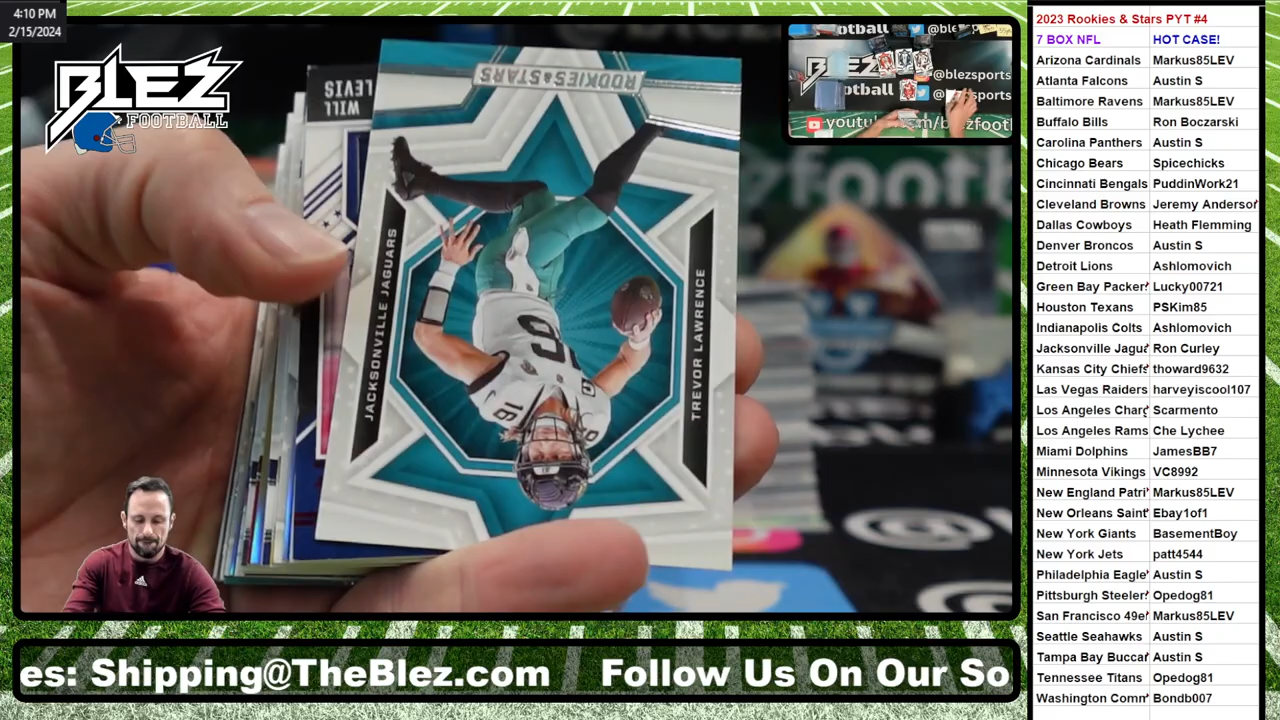 4:10 PM
2/15/2024
BLEZ
FOOTBALL
WILL
LEVIS
ROOKIES & STARS
JACKSONVILLE JAGUARS
TREVOR LAWRENCE
16
@blezsports
youtu
2023 Rookies & Stars PYT #4
7 BOX NFL HOT CASE!
Arizona Cardinals Markus85LEV
Atlanta Falcons Austin S
Baltimore Ravens Markus85LEV
Buffalo Bills Ron Boczarski
Carolina Panthers Austin S
Chicago Bears Spicechicks
Cincinnati Bengals PuddinWork21
Cleveland Browns Jeremy Anderson
Dallas Cowboys Heath Flemming
Denver Broncos Austin S
Detroit Lions Ashlomovich
Green Bay Packer Lucky00721
Houston Texans PSKim85
Indianapolis Colts Ashlomovich
Jacksonville Jagua Ron Curley
Kansas City Chiefs thoward9632
Las Vegas Raiders harveyiscool107
Los Angeles Charg Scarmento
Los Angeles Rams Che Lychee
Miami Dolphins JamesBB7
Minnesota Vikings VC8992
New England Patri Markus85LEV
New Orleans Saint Ebay1of1
New York Giants BasementBoy
New York Jets patt4544
Philadelphia Eagle Austin S
Pittsburgh Steeler Opedog81
San Francisco 49e Markus85LEV
Seattle Seahawks Austin S
Tampa Bay Buccar Austin S
Tennessee Titans Opedog81
Washington Comm Bondb007
es: Shipping@TheBlez.com Follow Us On Our So